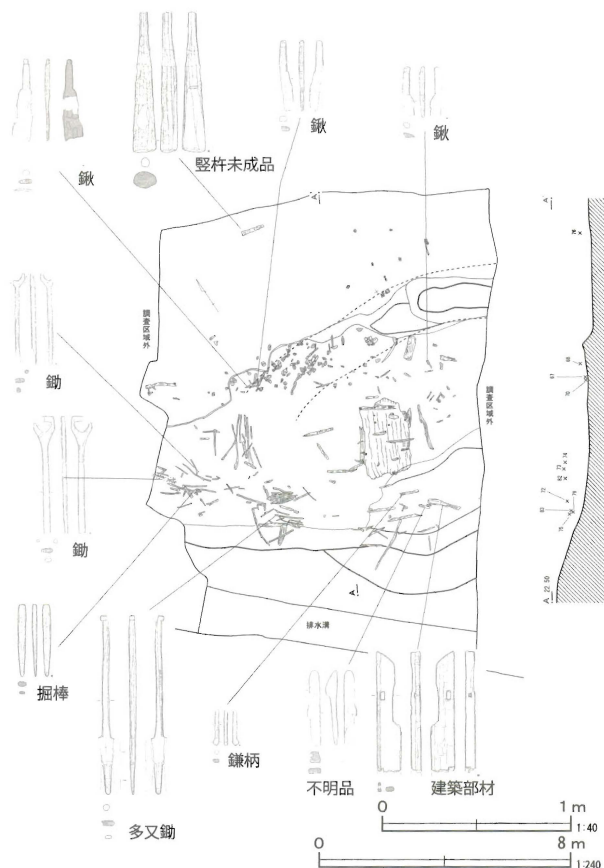 鍬
竪杵未成品
鍬
鍬
A'
調査区域外
調査区域外
鋤
鋤
掘棒
多又鋤
鎌柄
不明品
建築部材
A
排水溝
A'
A 22.50
0 1 m
1:40
0 8 m
1:240